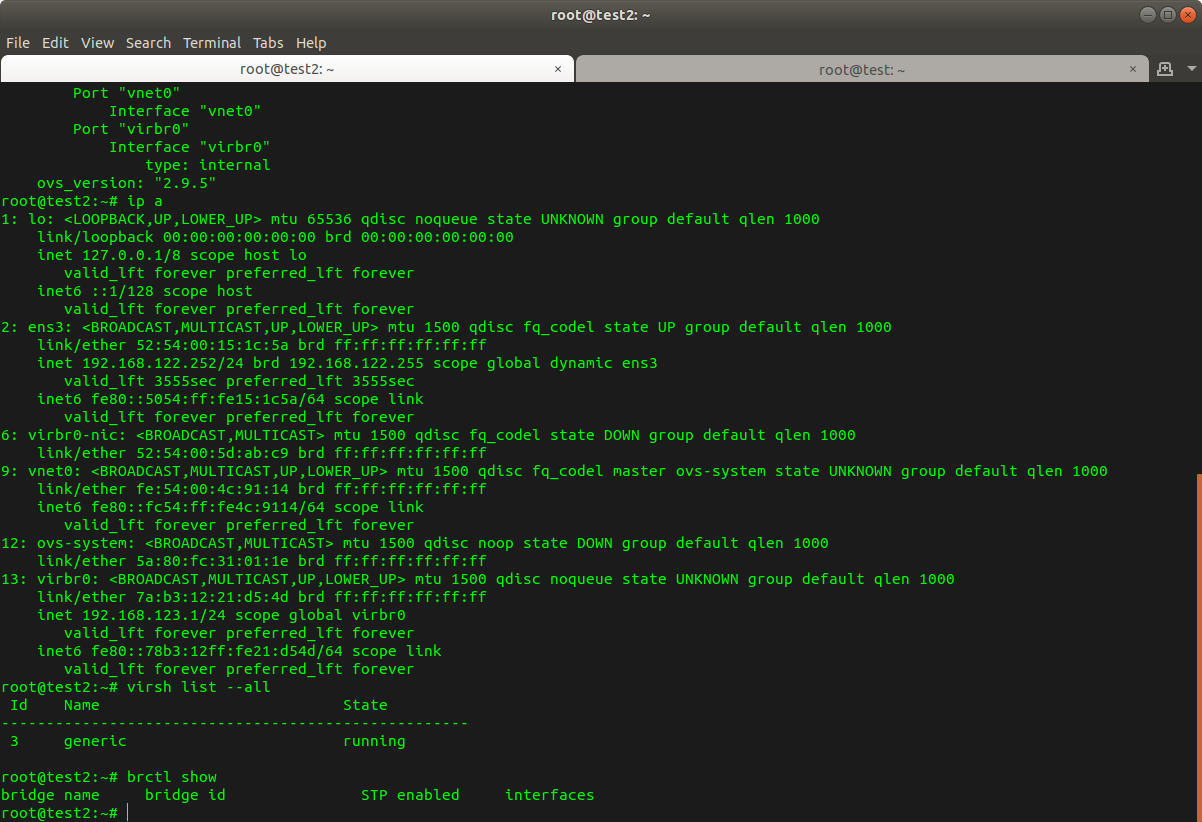 root@test2: ~
File Edit View Search Terminal Tabs Help
root@test2: ~ × root@test: ~ ×
        Port "vnet0"
            Interface "vnet0"
        Port "virbr0"
            Interface "virbr0"
                type: internal
    ovs_version: "2.9.5"
root@test2:~# ip a
1: lo: <LOOPBACK,UP,LOWER_UP> mtu 65536 qdisc noqueue state UNKNOWN group default qlen 1000
    link/loopback 00:00:00:00:00:00 brd 00:00:00:00:00:00
    inet 127.0.0.1/8 scope host lo
       valid_lft forever preferred_lft forever
    inet6 ::1/128 scope host
       valid_lft forever preferred_lft forever
2: ens3: <BROADCAST,MULTICAST,UP,LOWER_UP> mtu 1500 qdisc fq_codel state UP group default qlen 1000
    link/ether 52:54:00:15:1c:5a brd ff:ff:ff:ff:ff:ff
    inet 192.168.122.252/24 brd 192.168.122.255 scope global dynamic ens3
       valid_lft 3555sec preferred_lft 3555sec
    inet6 fe80::5054:ff:fe15:1c5a/64 scope link
       valid_lft forever preferred_lft forever
6: virbr0-nic: <BROADCAST,MULTICAST> mtu 1500 qdisc fq_codel state DOWN group default qlen 1000
    link/ether 52:54:00:5d:ab:c9 brd ff:ff:ff:ff:ff:ff
9: vnet0: <BROADCAST,MULTICAST,UP,LOWER_UP> mtu 1500 qdisc fq_codel master ovs-system state UNKNOWN group default qlen 1000
    link/ether fe:54:00:4c:91:14 brd ff:ff:ff:ff:ff:ff
    inet6 fe80::fc54:ff:fe4c:9114/64 scope link
       valid_lft forever preferred_lft forever
12: ovs-system: <BROADCAST,MULTICAST> mtu 1500 qdisc noop state DOWN group default qlen 1000
    link/ether 5a:80:fc:31:01:1e brd ff:ff:ff:ff:ff:ff
13: virbr0: <BROADCAST,MULTICAST,UP,LOWER_UP> mtu 1500 qdisc noqueue state UNKNOWN group default qlen 1000
    link/ether 7a:b3:12:21:d5:4d brd ff:ff:ff:ff:ff:ff
    inet 192.168.123.1/24 scope global virbr0
       valid_lft forever preferred_lft forever
    inet6 fe80::78b3:12ff:fe21:d54d/64 scope link
       valid_lft forever preferred_lft forever
root@test2:~# virsh list --all
 Id    Name                           State
----------------------------------------------------
 3     generic                        running
root@test2:~# brctl show
bridge name     bridge id               STP enabled     interfaces
root@test2:~#